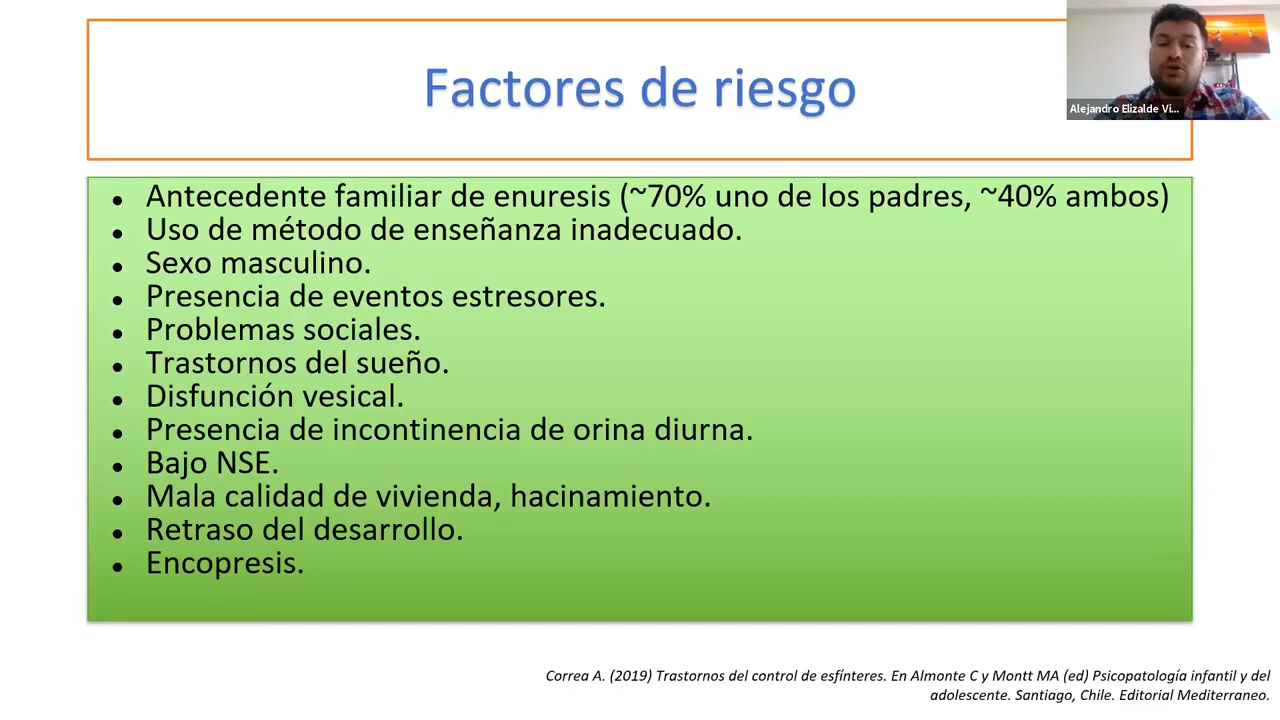 Factores de riesgo
Alejandro Elizalde Vi...
• Antecedente familiar de enuresis (~70% uno de los padres, ~40% ambos)
• Uso de método de enseñanza inadecuado.
• Sexo masculino.
• Presencia de eventos estresores.
• Problemas sociales.
• Trastornos del sueño.
• Disfunción vesical.
• Presencia de incontinencia de orina diurna.
• Bajo NSE.
• Mala calidad de vivienda, hacinamiento.
• Retraso del desarrollo.
• Encopresis.
Correa A. (2019) Trastornos del control de esfínteres. En Almonte C y Montt MA (ed) Psicopatología infantil y del
adolescente. Santiago, Chile. Editorial Mediterraneo.